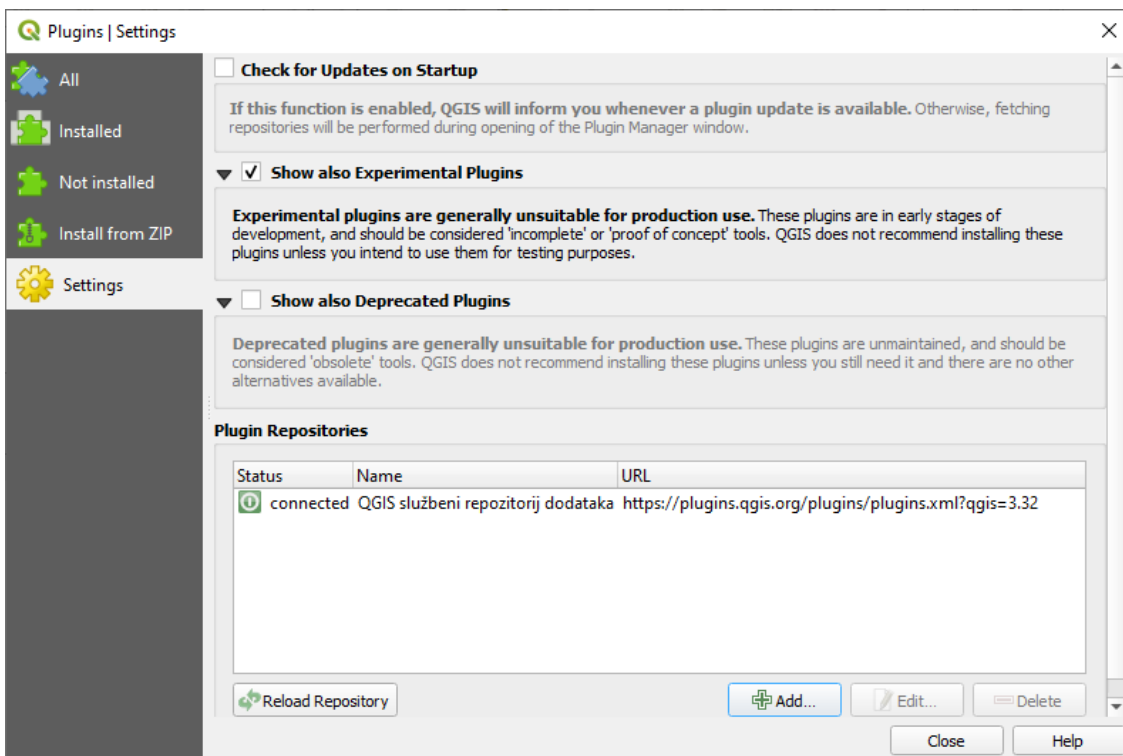 Plugins | Settings
All
Installed
Not installed
Install from ZIP
Settings
Check for Updates on Startup
If this function is enabled, QGIS will inform you whenever a plugin update is available. Otherwise, fetching
repositories will be performed during opening of the Plugin Manager window.
Show also Experimental Plugins
Experimental plugins are generally unsuitable for production use. These plugins are in early stages of
development, and should be considered 'incomplete' or 'proof of concept' tools. QGIS does not recommend installing these
plugins unless you intend to use them for testing purposes.
Show also Deprecated Plugins
Deprecated plugins are generally unsuitable for production use. These plugins are unmaintained, and should be
considered 'obsolete' tools. QGIS does not recommend installing these plugins unless you still need it and there are no other
alternatives available.
Plugin Repositories
Status Name URL
connected QGIS službeni repozitorij dodataka https://plugins.qgis.org/plugins/plugins.xml?qgis=3.32
Reload Repository Add... Edit... Delete
Close Help